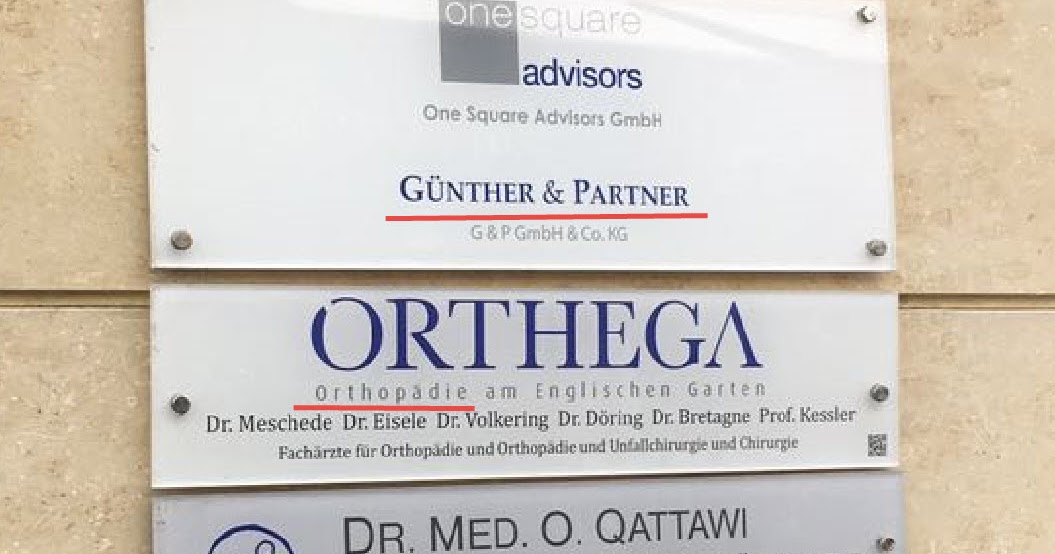 one square
advisors
One Square Advisors GmbH
GÜNTHER & PARTNER
G & P GmbH & Co. KG
ORTHEGA
Orthopädie am Englischen Garten
Dr. Meschede Dr. Eisele Dr. Volkering Dr. Döring Dr. Bretagne Prof. Kessler
Fachärzte für Orthopädie und Orthopädie und Unfallchirurgie und Chirurgie
DR. MED. O. QATTAWI